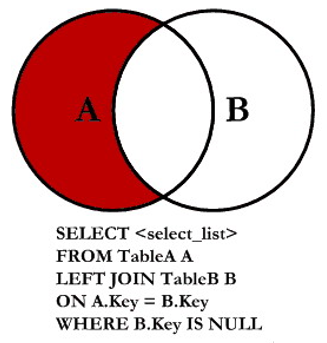 A B
SELECT <select_list>
FROM TableA A
LEFT JOIN TableB B
ON A.Key = B.Key
WHERE B.Key IS NULL